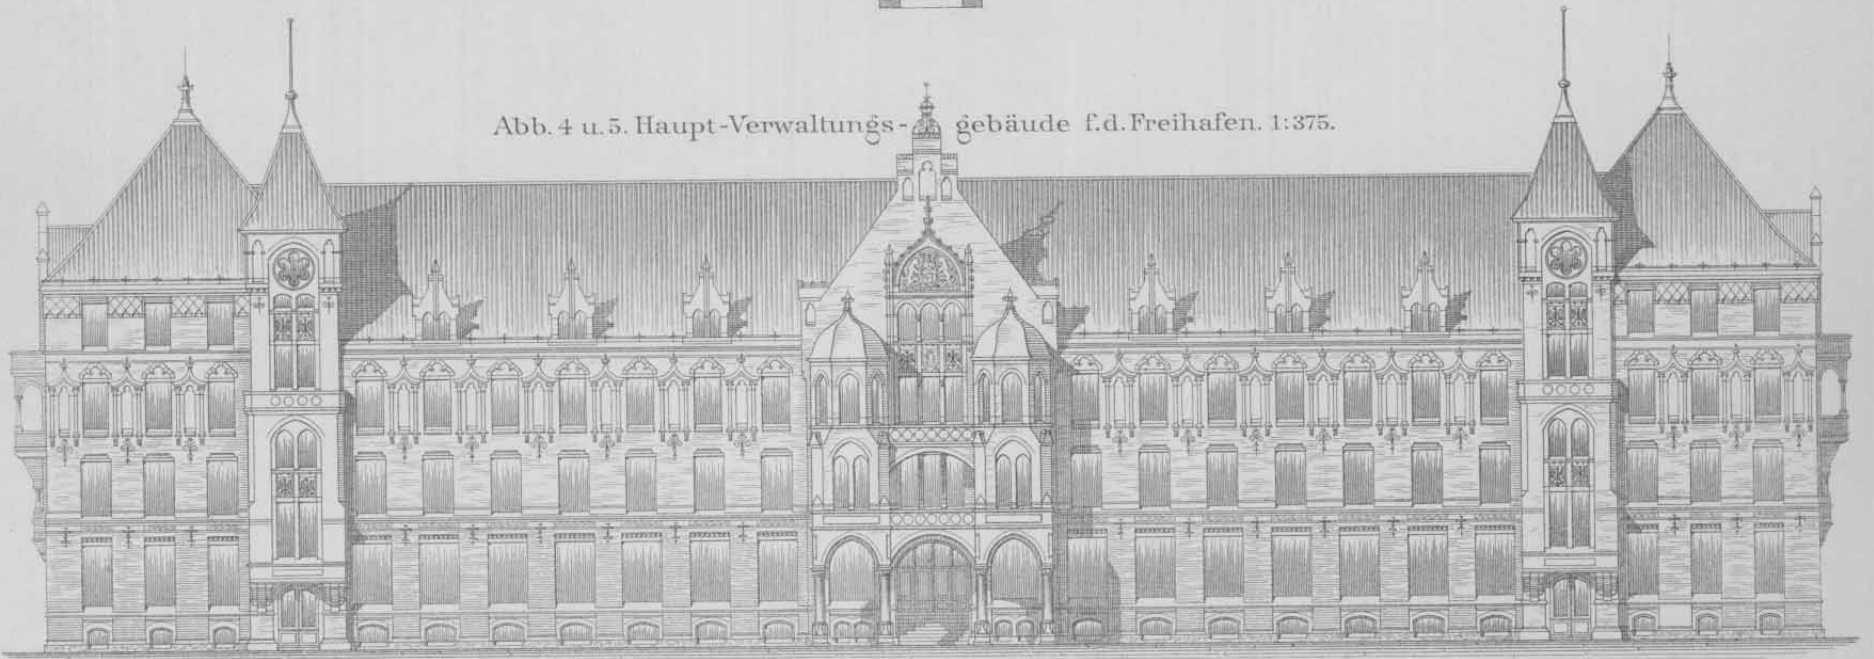 Abb. 4 u. 5. Haupt-Verwaltungs- gebäude f.d. Freihafen. 1:375.